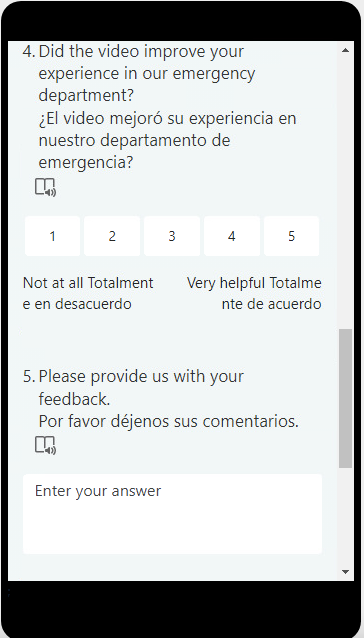 4. Did the video improve your
experience in our emergency
department?
¿El video mejoró su experiencia en
nuestro departamento de
emergencia?
1 2 3 4 5
Not at all Totalment
e en desacuerdo
Very helpful Totalme
nte de acuerdo
5. Please provide us with your
feedback.
Por favor déjenos sus comentarios.
Enter your answer